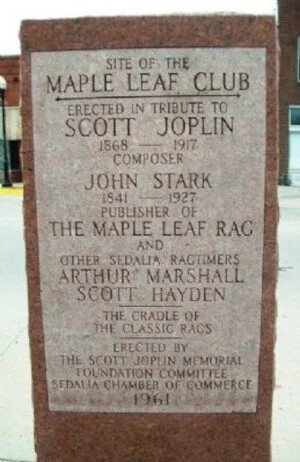 SITE OF THE
MAPLE LEAF CLUB
ERECTED IN TRIBUTE TO
SCOTT JOPLIN
1868 — 1917
COMPOSER
JOHN STARK
1841 — 1927
PUBLISHER OF
THE MAPLE LEAF RAG
AND
OTHER SEDALIA RAGTIMERS
ARTHUR MARSHALL
SCOTT HAYDEN
THE CRADLE OF
THE CLASSIC RAGS
ERECTED BY
THE SCOTT JOPLIN MEMORIAL
FOUNDATION COMMITTEE
SEDALIA CHAMBER OF COMMERCE
1961